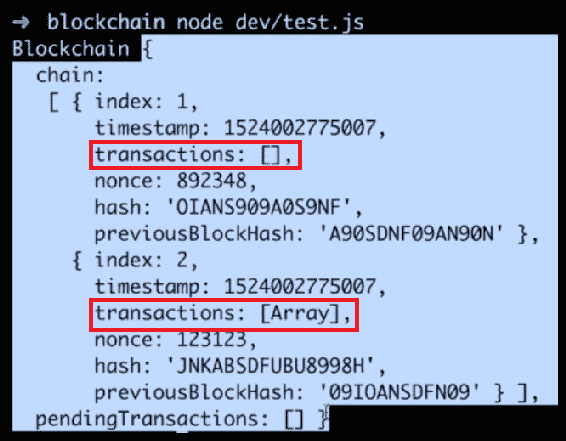 ➜ blockchain node dev/test.js
Blockchain {
chain:
[ { index: 1,
timestamp: 1524002775007,
transactions: [],
nonce: 892348,
hash: 'OIANS909A0S9NF',
previousBlockHash: 'A90SDNF09AN90N' },
{ index: 2,
timestamp: 1524002775007,
transactions: [Array],
nonce: 123123,
hash: 'JNKABSDFUBU8998H',
previousBlockHash: '09IOANSDFN09' } ],
pendingTransactions: [] }